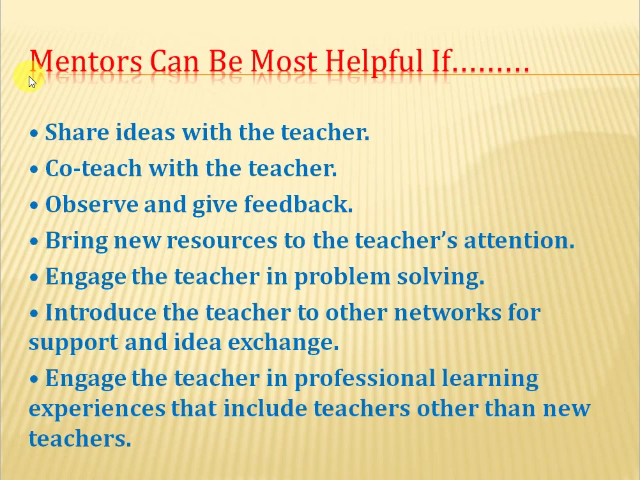 Mentors Can Be Most Helpful If………
• Share ideas with the teacher.
• Co-teach with the teacher.
• Observe and give feedback.
• Bring new resources to the teacher’s attention.
• Engage the teacher in problem solving.
• Introduce the teacher to other networks for
support and idea exchange.
• Engage the teacher in professional learning
experiences that include teachers other than new
teachers.